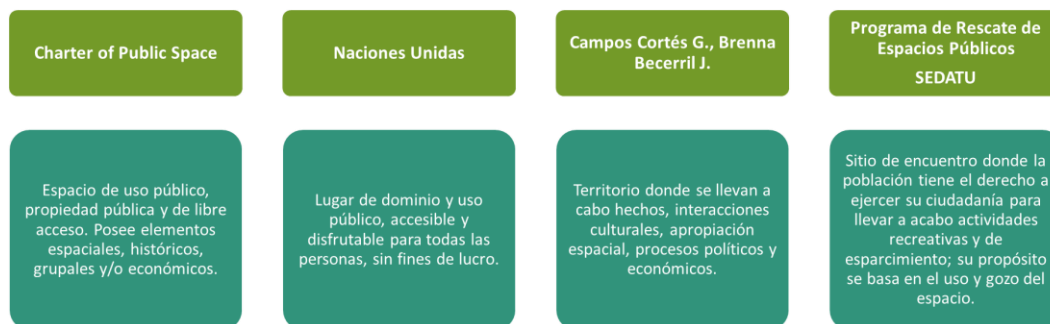 Charter of Public Space
Naciones Unidas
Campos Cortés G., Brenna
Becerril J.
Programa de Rescate de
Espacios Públicos
SEDATU
Espacio de uso público,
propiedad pública y de libre
acceso. Posee elementos
espaciales, históricos,
grupales y/o económicos.
Lugar de dominio y uso
público, accesible y
disfrutable para todas las
personas, sin fines de lucro.
Territorio donde se llevan a
cabo hechos, interacciones
culturales, apropiación
espacial, procesos políticos y
económicos.
Sitio de encuentro donde la
población tiene el derecho a
ejercer su ciudadanía para
llevar a acabo actividades
recreativas y de
esparcimiento; su propósito
se basa en el uso y gozo del
espacio.